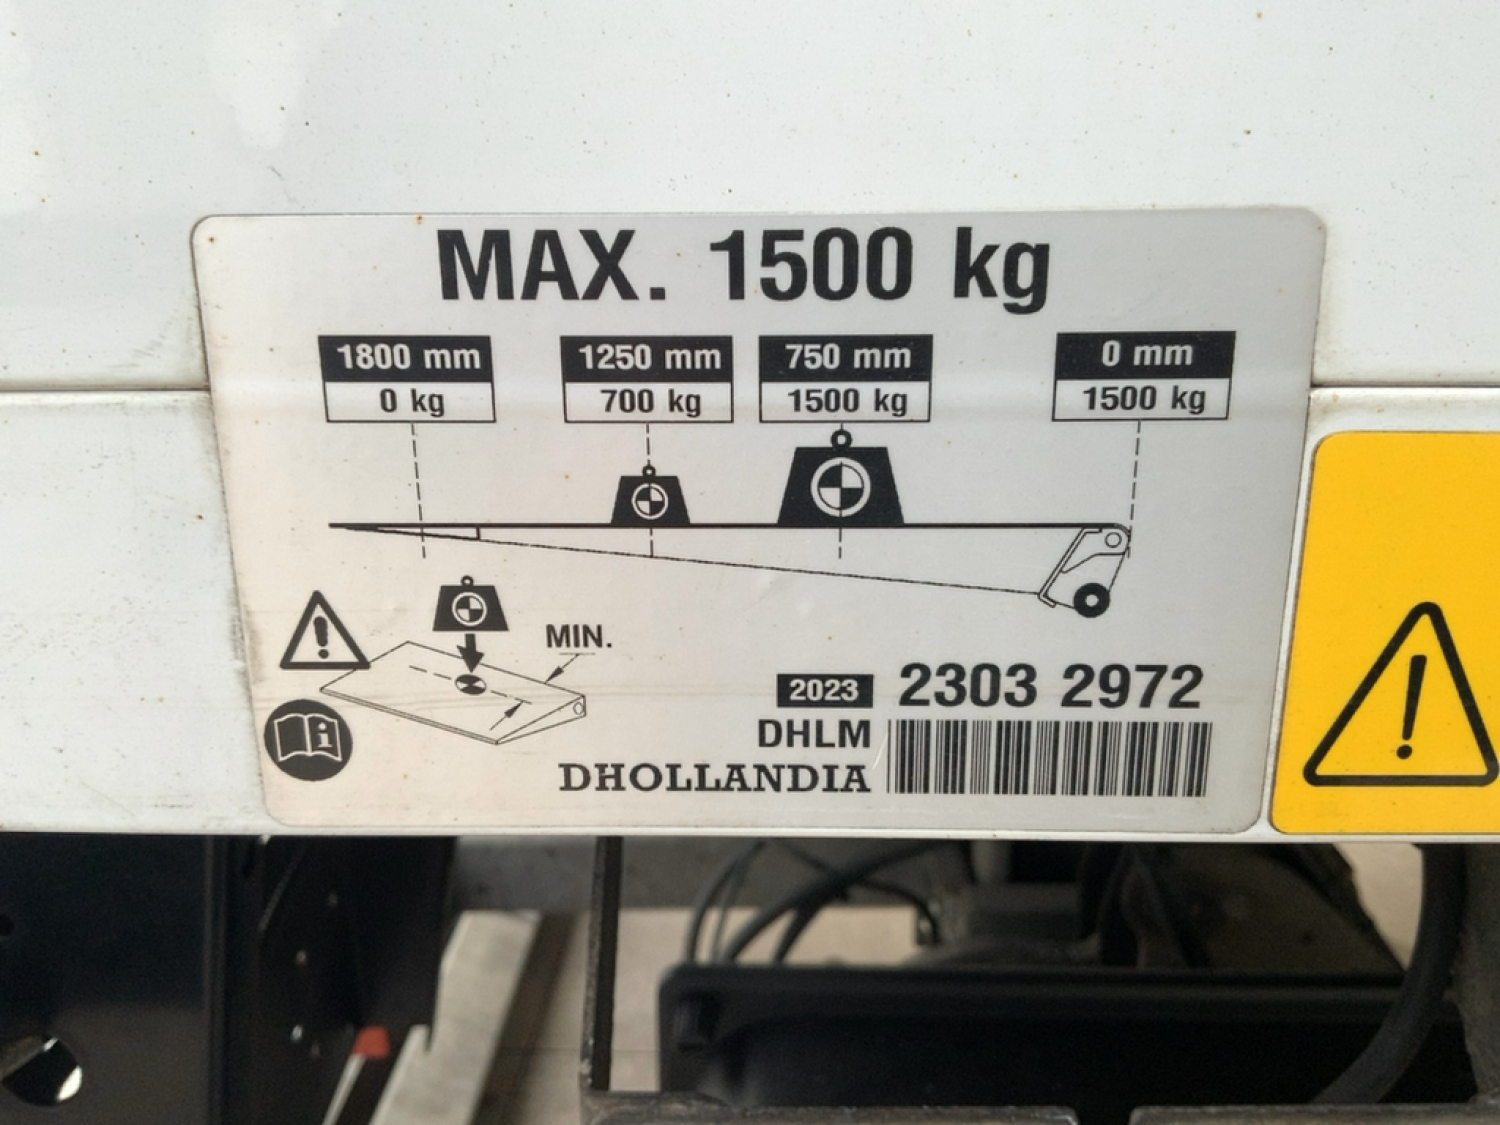 MAX. 1500 kg
1800 mm 1250 mm 750 mm 0 mm
0 kg 700 kg 1500 kg 1500 kg
MIN.
2023 2303 2972
DHLM
DHOLLANDIA